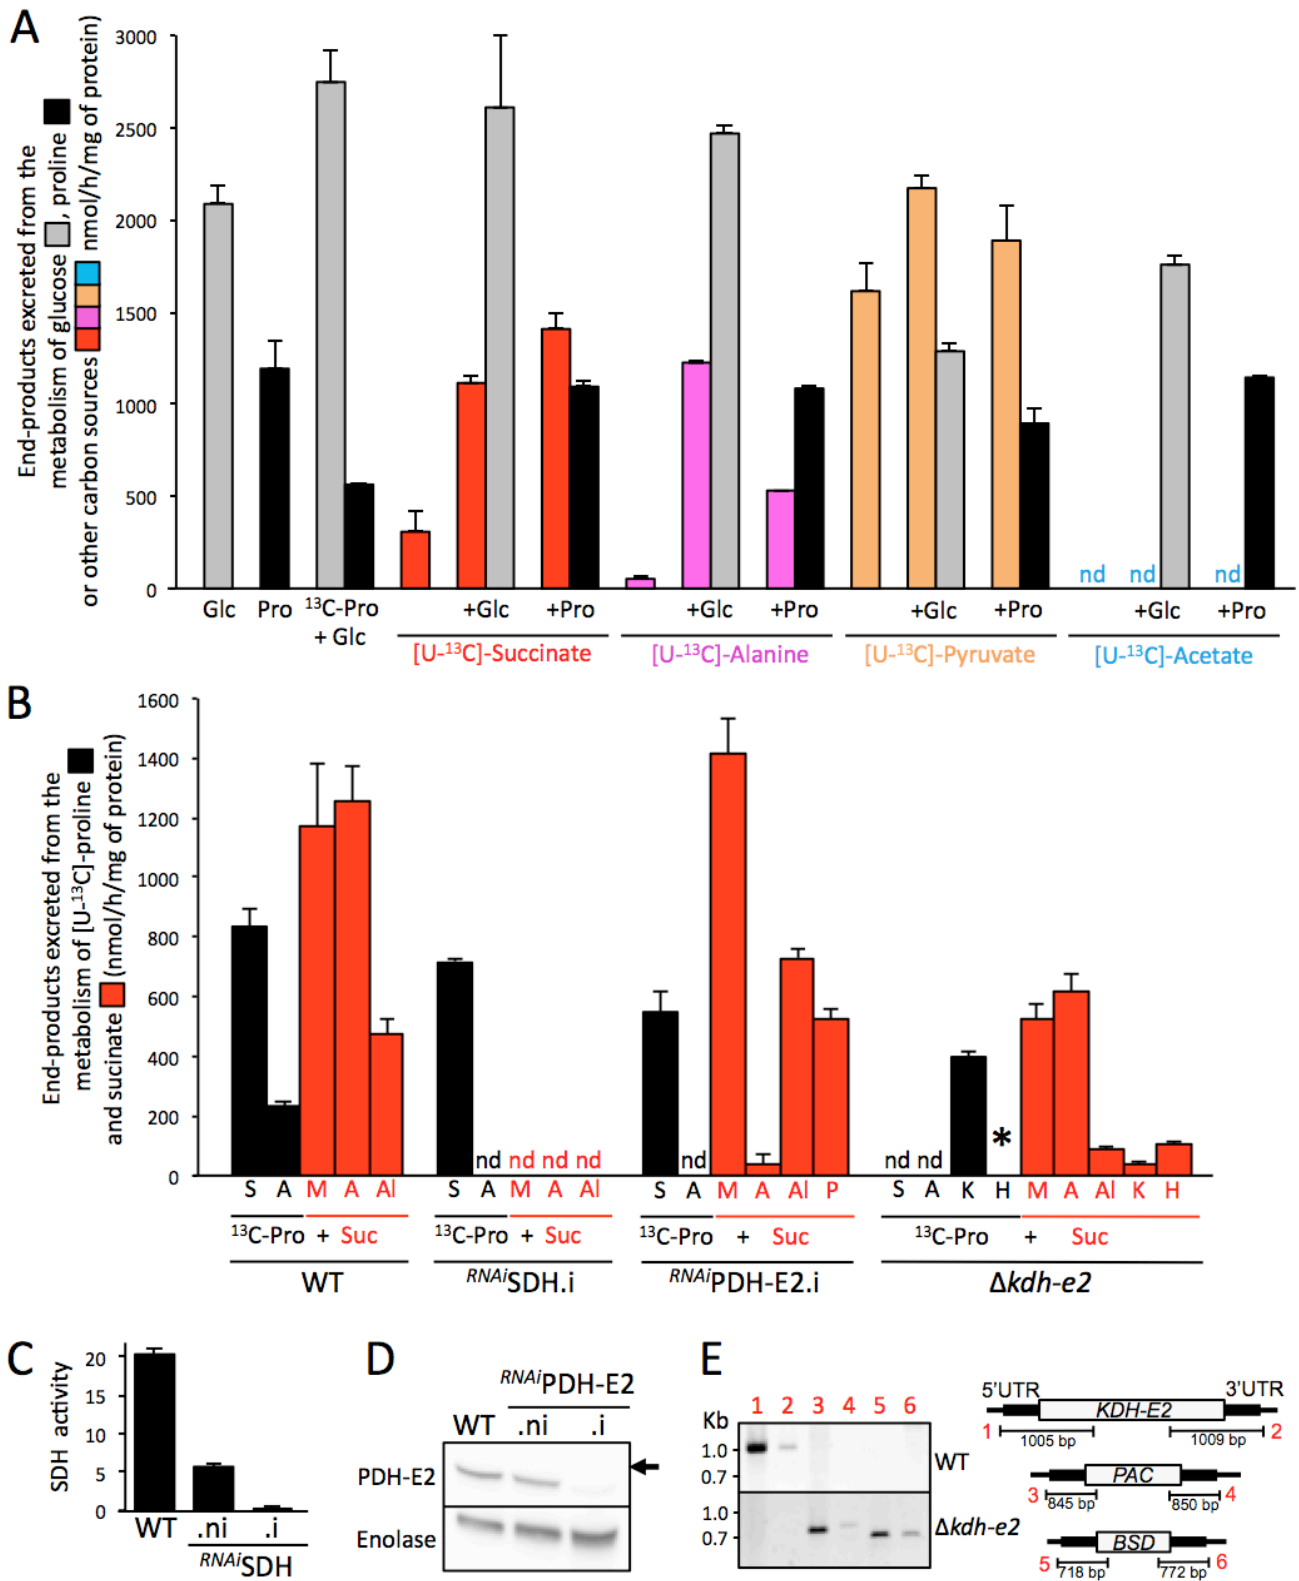 A
End-products excreted from the
metabolism of glucose , proline
or other carbon sources nmol/h/mg of protein)
3000
2500
2000
1500
1000
500
0
nd nd nd
Glc Pro ¹³C-Pro + Glc +Glc +Pro +Glc +Pro +Glc +Pro +Glc +Pro
[U-¹³C]-Succinate [U-¹³C]-Alanine [U-¹³C]-Pyruvate [U-¹³C]-Acetate
B
End-products excreted from the
metabolism of [U-¹³C]-proline
and sucinate (nmol/h/mg of protein)
1600
1400
1200
1000
800
600
400
200
0
nd nd nd nd nd nd nd *
S A M A Al S A M A Al S A M A Al P S A K H M A Al K H
¹³C-Pro + Suc ¹³C-Pro + Suc ¹³C-Pro + Suc ¹³C-Pro + Suc
WT RNAiSDH.i RNAiPDH-E2.i Δkdh-e2
C
SDH activity
20
15
10
5
0
WT .ni .i
RNAiSDH
D
RNAiPDH-E2
WT .ni .i
PDH-E2
Enolase
E
Kb 1 2 3 4 5 6
1.0
0.7
WT
1.0
0.7
Δkdh-e2
5'UTR 3'UTR
KDH-E2
1 1005 bp 1009 bp 2
PAC
3 845 bp 850 bp 4
BSD
5 718 bp 772 bp 6